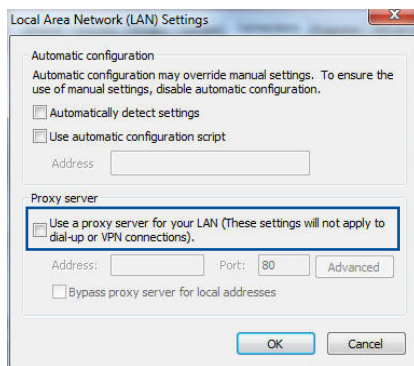 Local Area Network (LAN) Settings
Automatic configuration
Automatic configuration may override manual settings. To ensure the
use of manual settings, disable automatic configuration.
Automatically detect settings
Use automatic configuration script
Address
Proxy server
Use a proxy server for your LAN (These settings will not apply to
dial-up or VPN connections).
Address: Port: 80 Advanced
Bypass proxy server for local addresses
OK Cancel